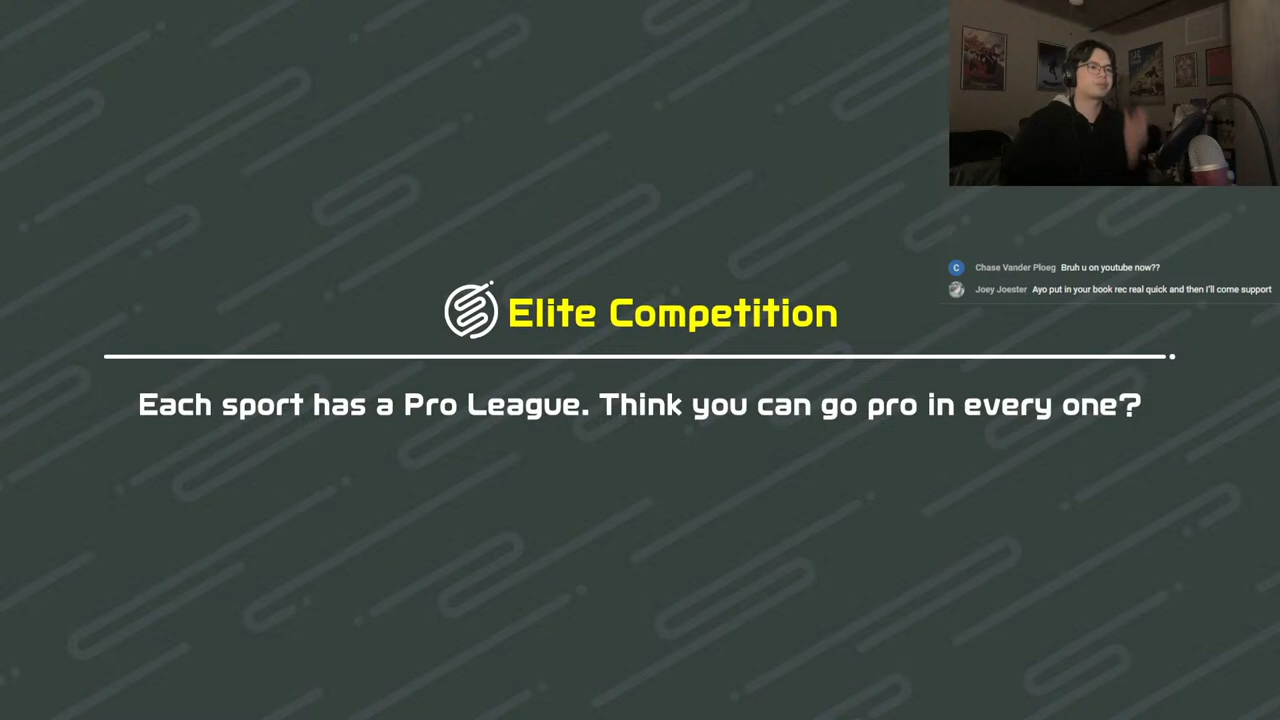 Chase Vander Ploeg Bruh u on youtube now??
Joey Joester Ayo put in your book rec real quick and then I'll come support
Elite Competition
Each sport has a Pro League. Think you can go pro in every one?